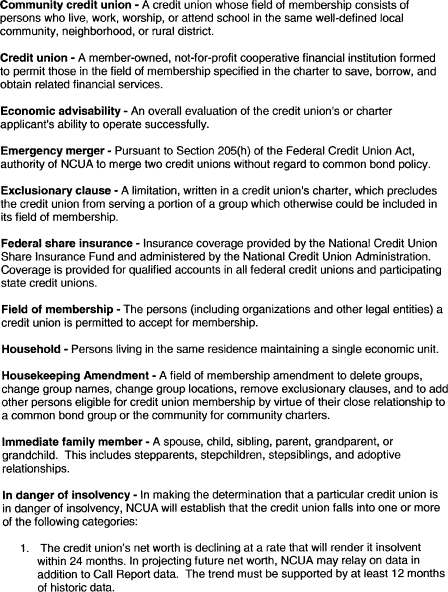 Community credit union - A credit union whose field of membership consists of
persons who live, work, worship, or attend school in the same well-defined local
community, neighborhood, or rural district.
Credit union - A member-owned, not-for-profit cooperative financial institution formed
to permit those in the field of membership specified in the charter to save, borrow, and
obtain related financial services.
Economic advisability - An overall evaluation of the credit union's or charter
applicant's ability to operate successfully.
Emergency merger - Pursuant to Section 205(h) of the Federal Credit Union Act,
authority of NCUA to merge two credit unions without regard to common bond policy.
Exclusionary clause - A limitation, written in a credit union's charter, which precludes
the credit union from serving a portion of a group which otherwise could be included in
its field of membership.
Federal share insurance - Insurance coverage provided by the National Credit Union
Share Insurance Fund and administered by the National Credit Union Administration.
Coverage is provided for qualified accounts in all federal credit unions and participating
state credit unions.
Field of membership - The persons (including organizations and other legal entities) a
credit union is permitted to accept for membership.
Household - Persons living in the same residence maintaining a single economic unit.
Housekeeping Amendment - A field of membership amendment to delete groups,
change group names, change group locations, remove exclusionary clauses, and to add
other persons eligible for credit union membership by virtue of their close relationship to
a common bond group or the community for community charters.
Immediate family member - A spouse, child, sibling, parent, grandparent, or
grandchild. This includes stepparents, stepchildren, stepsiblings, and adoptive
relationships.
In danger of insolvency - In making the determination that a particular credit union is
in danger of insolvency, NCUA will establish that the credit union falls into one or more
of the following categories:
1. The credit union's net worth is declining at a rate that will render it insolvent
within 24 months. In projecting future net worth, NCUA may relay on data in
addition to Call Report data. The trend must be supported by at least 12 months
of historic data.